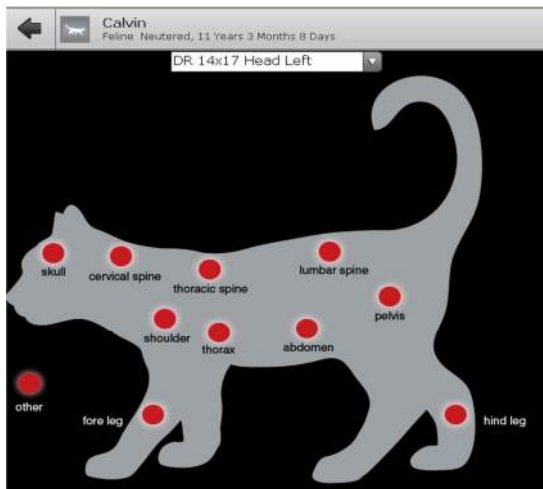 Calvin
Feline Neutered, 11 Years 3 Months 8 Days
DR 14x17 Head Left
skull
cervical spine
thoracic spine
lumbar spine
pelvis
shoulder
thorax
abdomen
other
fore leg
hind leg